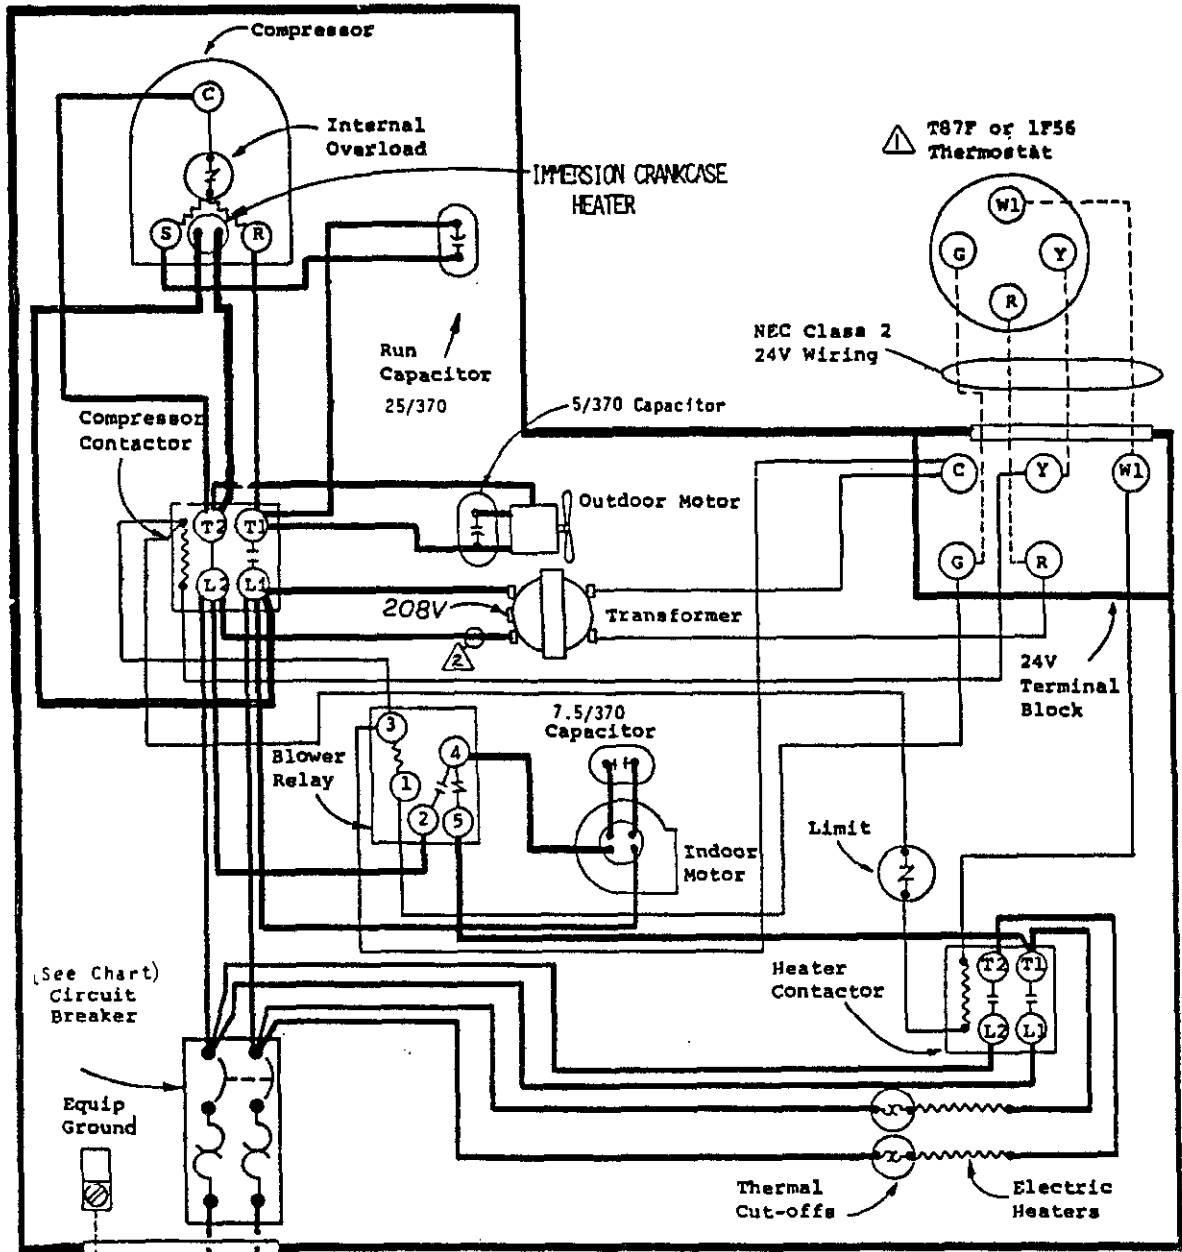 Compressor
C
Internal
Overload
IMMERSION CRANKCASE
HEATER
S
R
Run
Capacitor
25/370
5/370 Capacitor
Compressor
Contactor
1
T87F or 1F56
Thermostat
W1
G
Y
R
NEC Class 2
24V Wiring
C
Y
W1
G
R
24V
Terminal
Block
T2
T1
L2
L1
Outdoor Motor
208V
Transformer
2
7.5/370
Capacitor
Blower
Relay
3
4
1
2
5
Indoor
Motor
Limit
Heater
Contactor
T2
T1
L2
L1
(See Chart)
Circuit
Breaker
Equip
Ground
Thermal
Cut-offs
Electric
Heaters